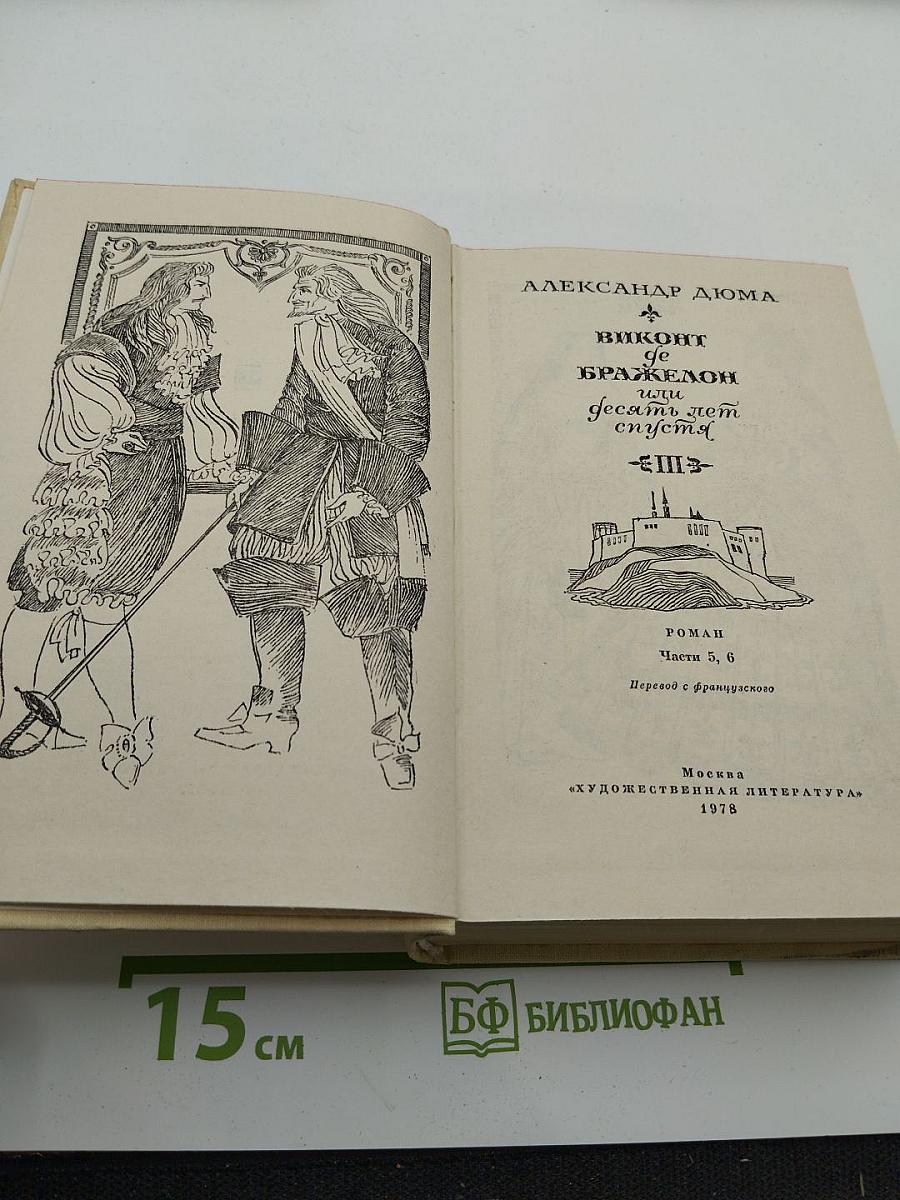 АЛЕКСАНДР ДЮМА
ВИКОНТ
де
БРАЖЕЛОН
или
десять лет
спустя
III
РОМАН
Части 5, 6
Перевод с французского
Москва
«ХУДОЖЕСТВЕННАЯ ЛИТЕРАТУРА»
1978
15 см
БФ БИБЛИОФАН